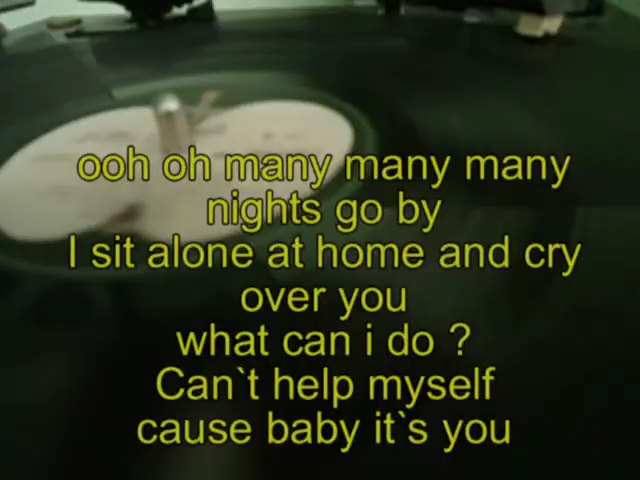 ooh oh many many many
nights go by
I sit alone at home and cry
over you
what can i do ?
Can`t help myself
cause baby it`s you